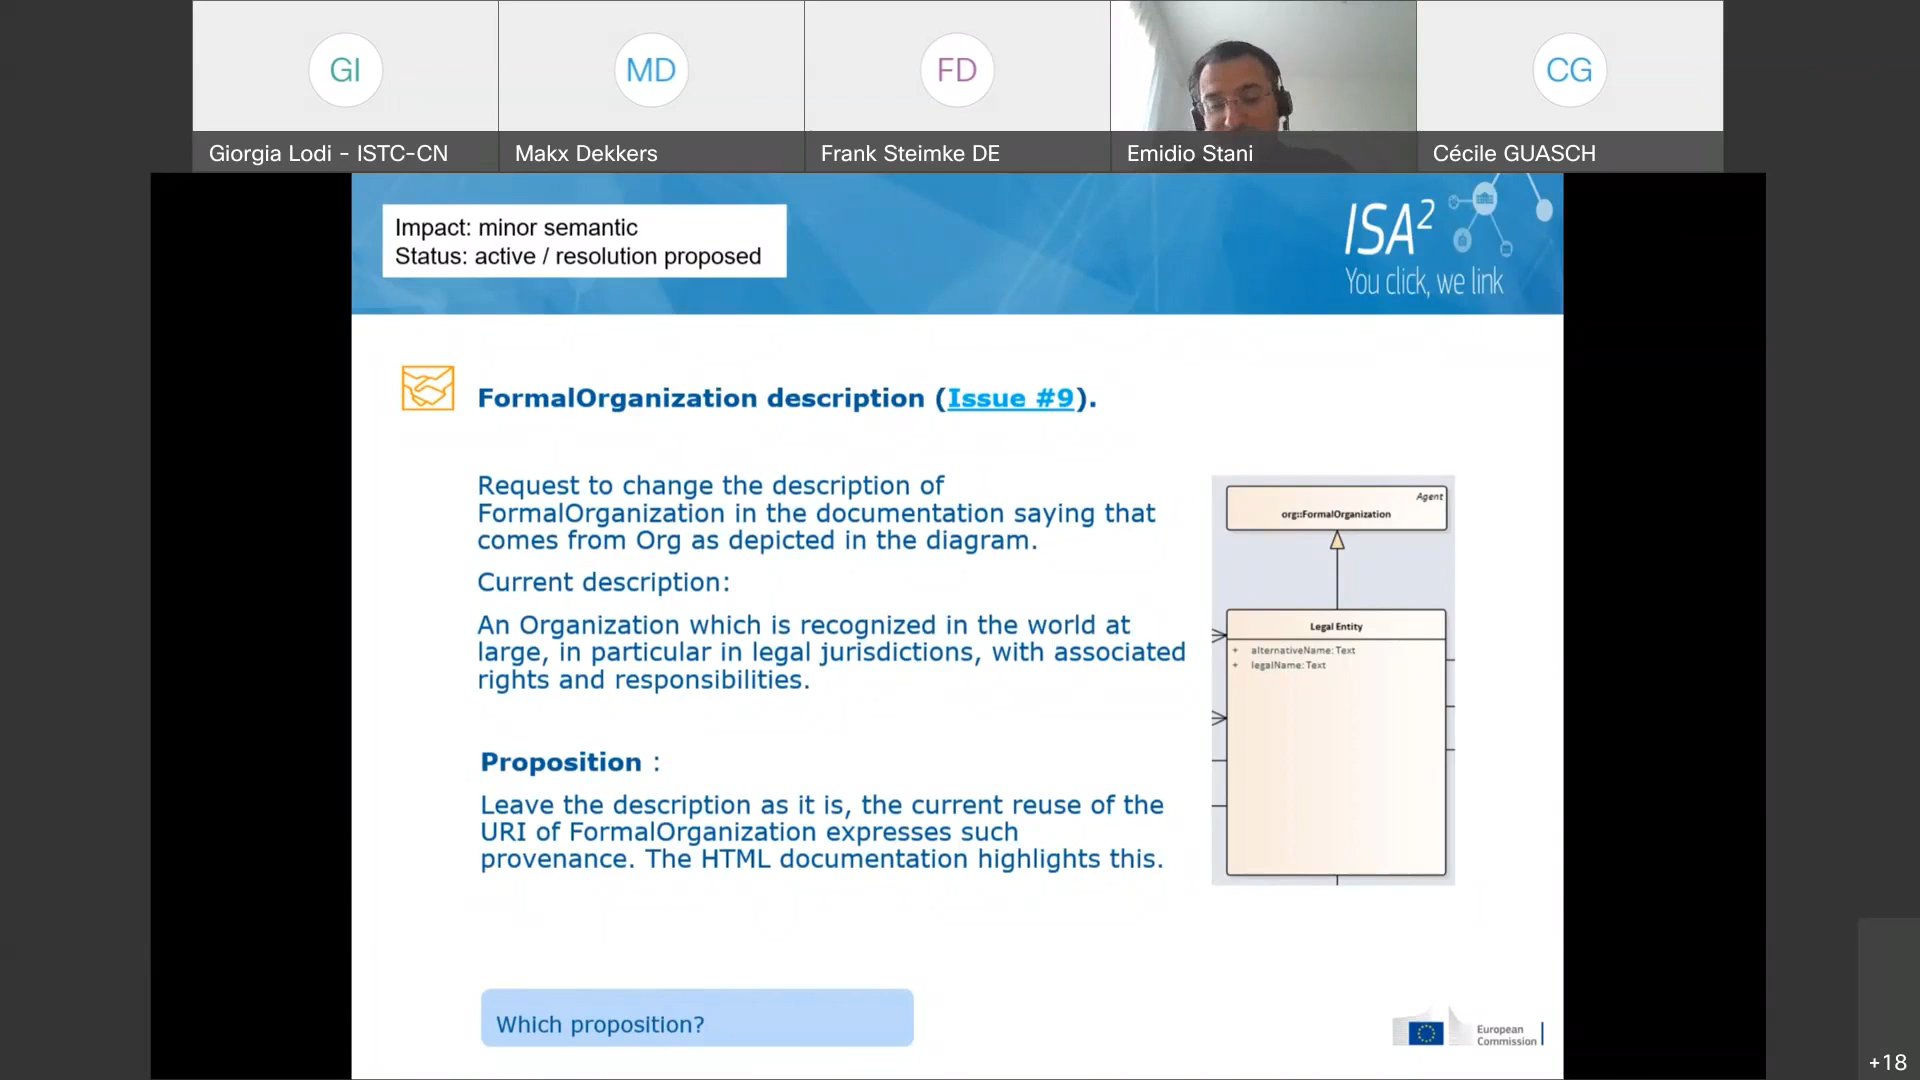 GI
MD
FD
CG
Giorgia Lodi - ISTC-CN
Makx Dekkers
Frank Steimke DE
Emidio Stani
Cécile GUASCH
Impact: minor semantic
Status: active / resolution proposed
ISA²
You click, we link
FormalOrganization description (Issue #9).
Request to change the description of
FormalOrganization in the documentation saying that
comes from Org as depicted in the diagram.
Current description:
An Organization which is recognized in the world at
large, in particular in legal jurisdictions, with associated
rights and responsibilities.
Proposition :
Leave the description as it is, the current reuse of the
URI of FormalOrganization expresses such
provenance. The HTML documentation highlights this.
Agent
org::FormalOrganization
Legal Entity
+ alternativeName: Text
+ legalName: Text
Which proposition?
European
Commission
+18